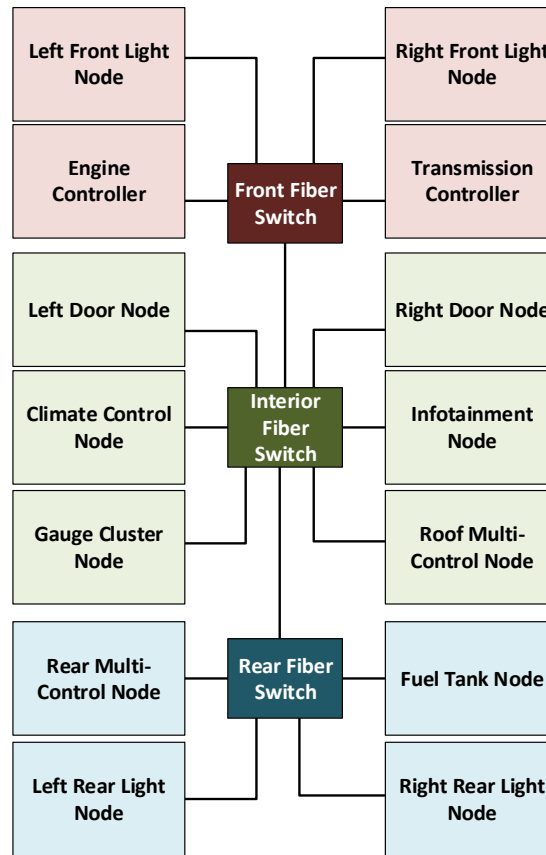 Left Front Light
Node
Right Front Light
Node
Engine
Controller
Front Fiber
Switch
Transmission
Controller
Left Door Node
Right Door Node
Climate Control
Node
Interior
Fiber
Switch
Infotainment
Node
Gauge Cluster
Node
Roof Multi-
Control Node
Rear Multi-
Control Node
Rear Fiber
Switch
Fuel Tank Node
Left Rear Light
Node
Right Rear Light
Node